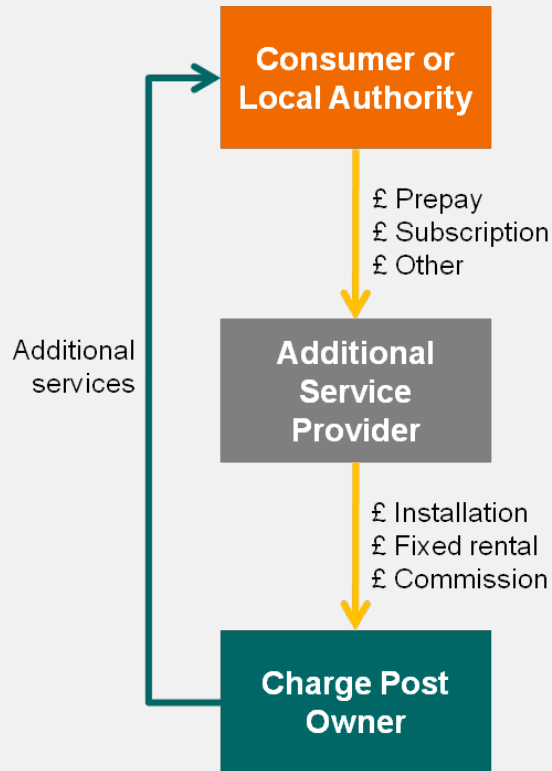 Consumer or
Local Authority
£ Prepay
£ Subscription
£ Other
Additional
services
Additional
Service
Provider
£ Installation
£ Fixed rental
£ Commission
Charge Post
Owner